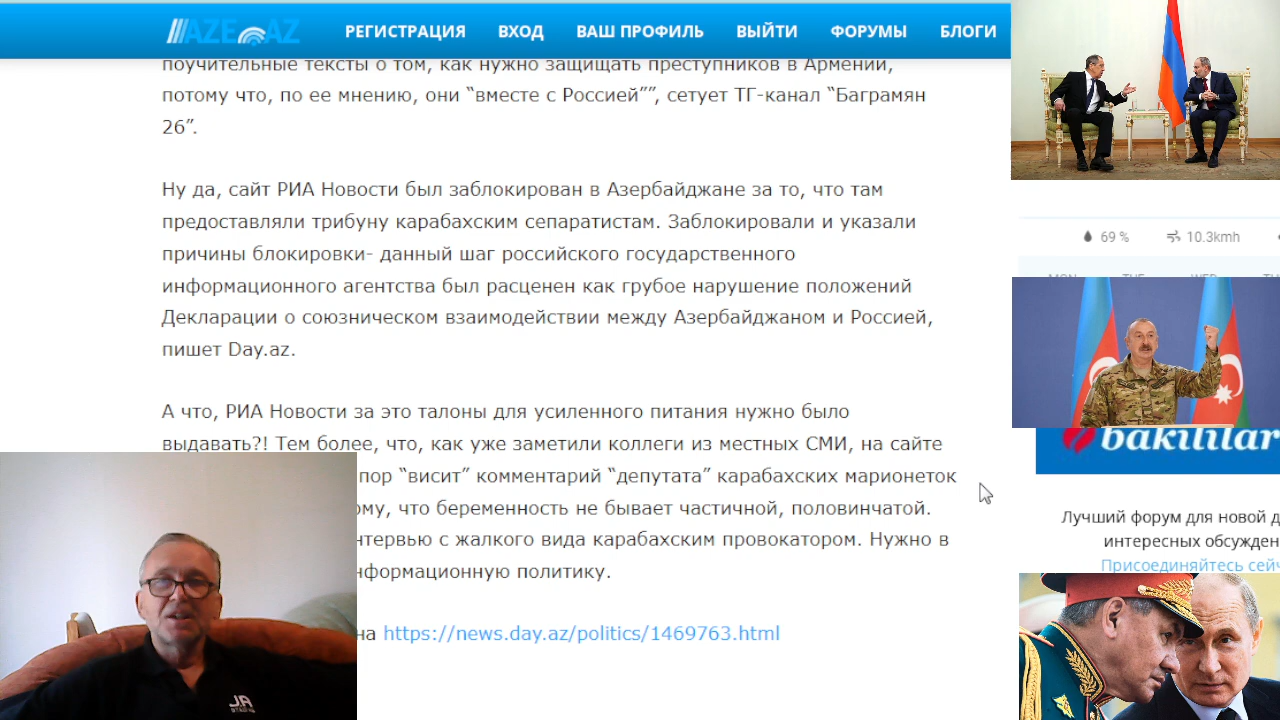 AZE.AZ
РЕГИСТРАЦИЯ ВХОД ВАШ ПРОФИЛЬ ВЫЙТИ ФОРУМЫ БЛОГИ
поучительные тексты о том, как нужно защищать преступников в Армении,
потому что, по ее мнению, они “вместе с Россией””, сетует ТГ-канал “Баграмян
26”.
Ну да, сайт РИА Новости был заблокирован в Азербайджане за то, что там
предоставляли трибуну карабахским сепаратистам. Заблокировали и указали
причины блокировки- данный шаг российского государственного
информационного агентства был расценен как грубое нарушение положений
Декларации о союзническом взаимодействии между Азербайджаном и Россией,
пишет Day.az.
А что, РИА Новости за это талоны для усиленного питания нужно было
выдавать?! Тем более, что, как уже заметили коллеги из местных СМИ, на сайте
пор “висит” комментарий “депутата” карабахских марионеток
ому, что беременность не бывает частичной, половинчатой.
нтервью с жалкого вида карабахским провокатором. Нужно в
нформационную политику.
на https://news.day.az/politics/1469763.html
69 % 10.3kmh
MON TUE WED
bakililar
Лучший форум для новой д
интересных обсужден
Присоединяйтесь сейч
JA